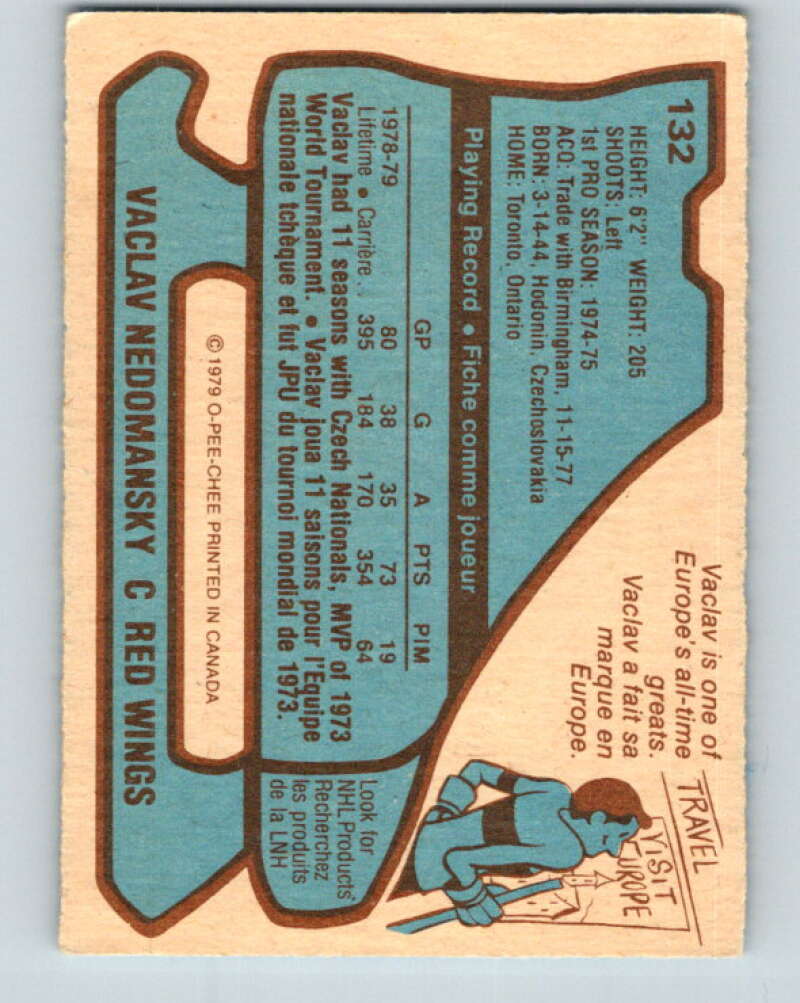 132
HEIGHT: 6'2" WEIGHT: 205
SHOOTS: Left
1st PRO SEASON: 1974-75
ACQ: Trade with Birmingham, 11-15-77
BORN: 3-14-44, Hodonin, Czechoslovakia
HOME: Toronto, Ontario
Vaclav is one of
Europe's all-time
greats.
Vaclav a fait sa
marque en
Europe.
TRAVEL
VISIT
EUROPE
Playing Record • Fiche comme joueur
GP G A PTS PIM
1978-79 80 38 35 73 19
Lifetime • Carrière .. 395 184 170 354 64
Vaclav had 11 seasons with Czech Nationals, MVP of 1973
World Tournament. • Vaclav joua 11 saisons pour l'Equipe
nationale tchèque et fut JPU du tournoi mondial de 1973.
Look for
NHL Products
Recherchez
les produits
de la LNH
© 1979 O-PEE-CHEE PRINTED IN CANADA
VACLAV NEDOMANSKY C RED WINGS